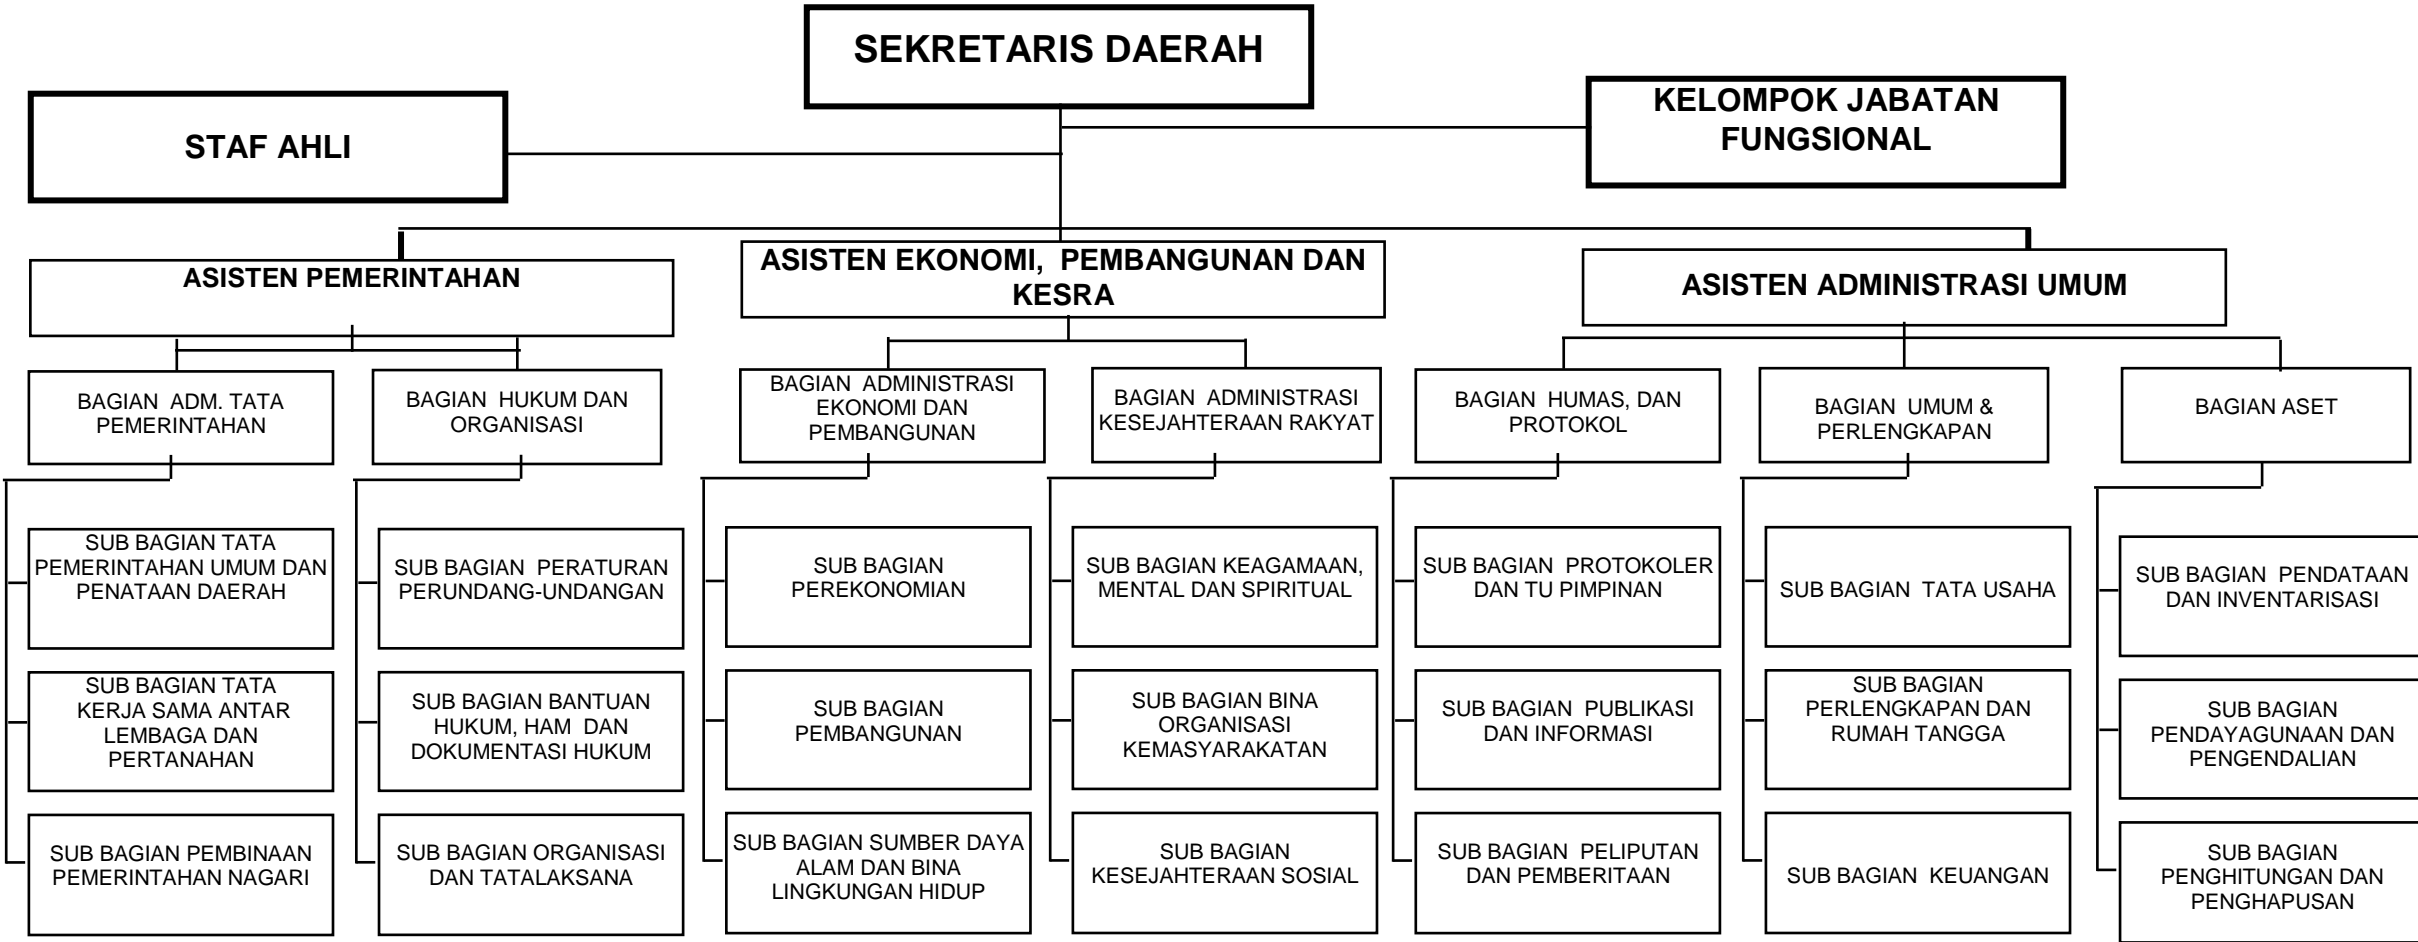 SEKRETARIS DAERAH
STAF AHLI
KELOMPOK JABATAN
FUNGSIONAL
ASISTEN PEMERINTAHAN
ASISTEN EKONOMI, PEMBANGUNAN DAN
KESRA
ASISTEN ADMINISTRASI UMUM
BAGIAN ADM. TATA
PEMERINTAHAN
BAGIAN HUKUM DAN
ORGANISASI
BAGIAN ADMINISTRASI
EKONOMI DAN
PEMBANGUNAN
BAGIAN ADMINISTRASI
KESEJAHTERAAN RAKYAT
BAGIAN HUMAS, DAN
PROTOKOL
BAGIAN UMUM &
PERLENGKAPAN
BAGIAN ASET
SUB BAGIAN TATA
PEMERINTAHAN UMUM DAN
PENATAAN DAERAH
SUB BAGIAN PERATURAN
PERUNDANG-UNDANGAN
SUB BAGIAN
PEREKONOMIAN
SUB BAGIAN KEAGAMAAN,
MENTAL DAN SPIRITUAL
SUB BAGIAN PROTOKOLER
DAN TU PIMPINAN
SUB BAGIAN TATA USAHA
SUB BAGIAN PENDATAAN
DAN INVENTARISASI
SUB BAGIAN TATA
KERJA SAMA ANTAR
LEMBAGA DAN
PERTANAHAN
SUB BAGIAN BANTUAN
HUKUM, HAM DAN
DOKUMENTASI HUKUM
SUB BAGIAN
PEMBANGUNAN
SUB BAGIAN BINA
ORGANISASI
KEMASYARAKATAN
SUB BAGIAN PUBLIKASI
DAN INFORMASI
SUB BAGIAN
PERLENGKAPAN DAN
RUMAH TANGGA
SUB BAGIAN
PENDAYAGUNAAN DAN
PENGENDALIAN
SUB BAGIAN PEMBINAAN
PEMERINTAHAN NAGARI
SUB BAGIAN ORGANISASI
DAN TATALAKSANA
SUB BAGIAN SUMBER DAYA
ALAM DAN BINA
LINGKUNGAN HIDUP
SUB BAGIAN
KESEJAHTERAAN SOSIAL
SUB BAGIAN PELIPUTAN
DAN PEMBERITAAN
SUB BAGIAN KEUANGAN
SUB BAGIAN
PENGHITUNGAN DAN
PENGHAPUSAN